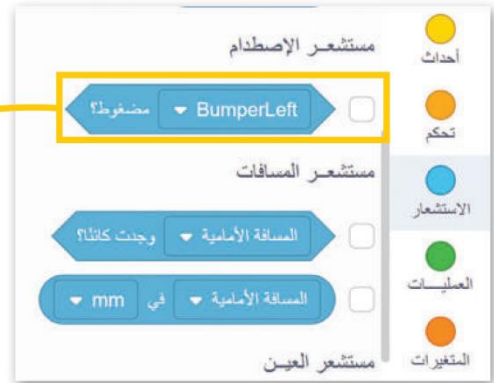 مستشعر الإصطدام
BumperLeft مضغوط؟
مستشعر المسافات
المسافة الأمامية وجدت كائنًا؟
المسافة الأمامية في mm
مستشعر العين
أحداث
تحكم
الاستشعار
العمليات
المتغيرات